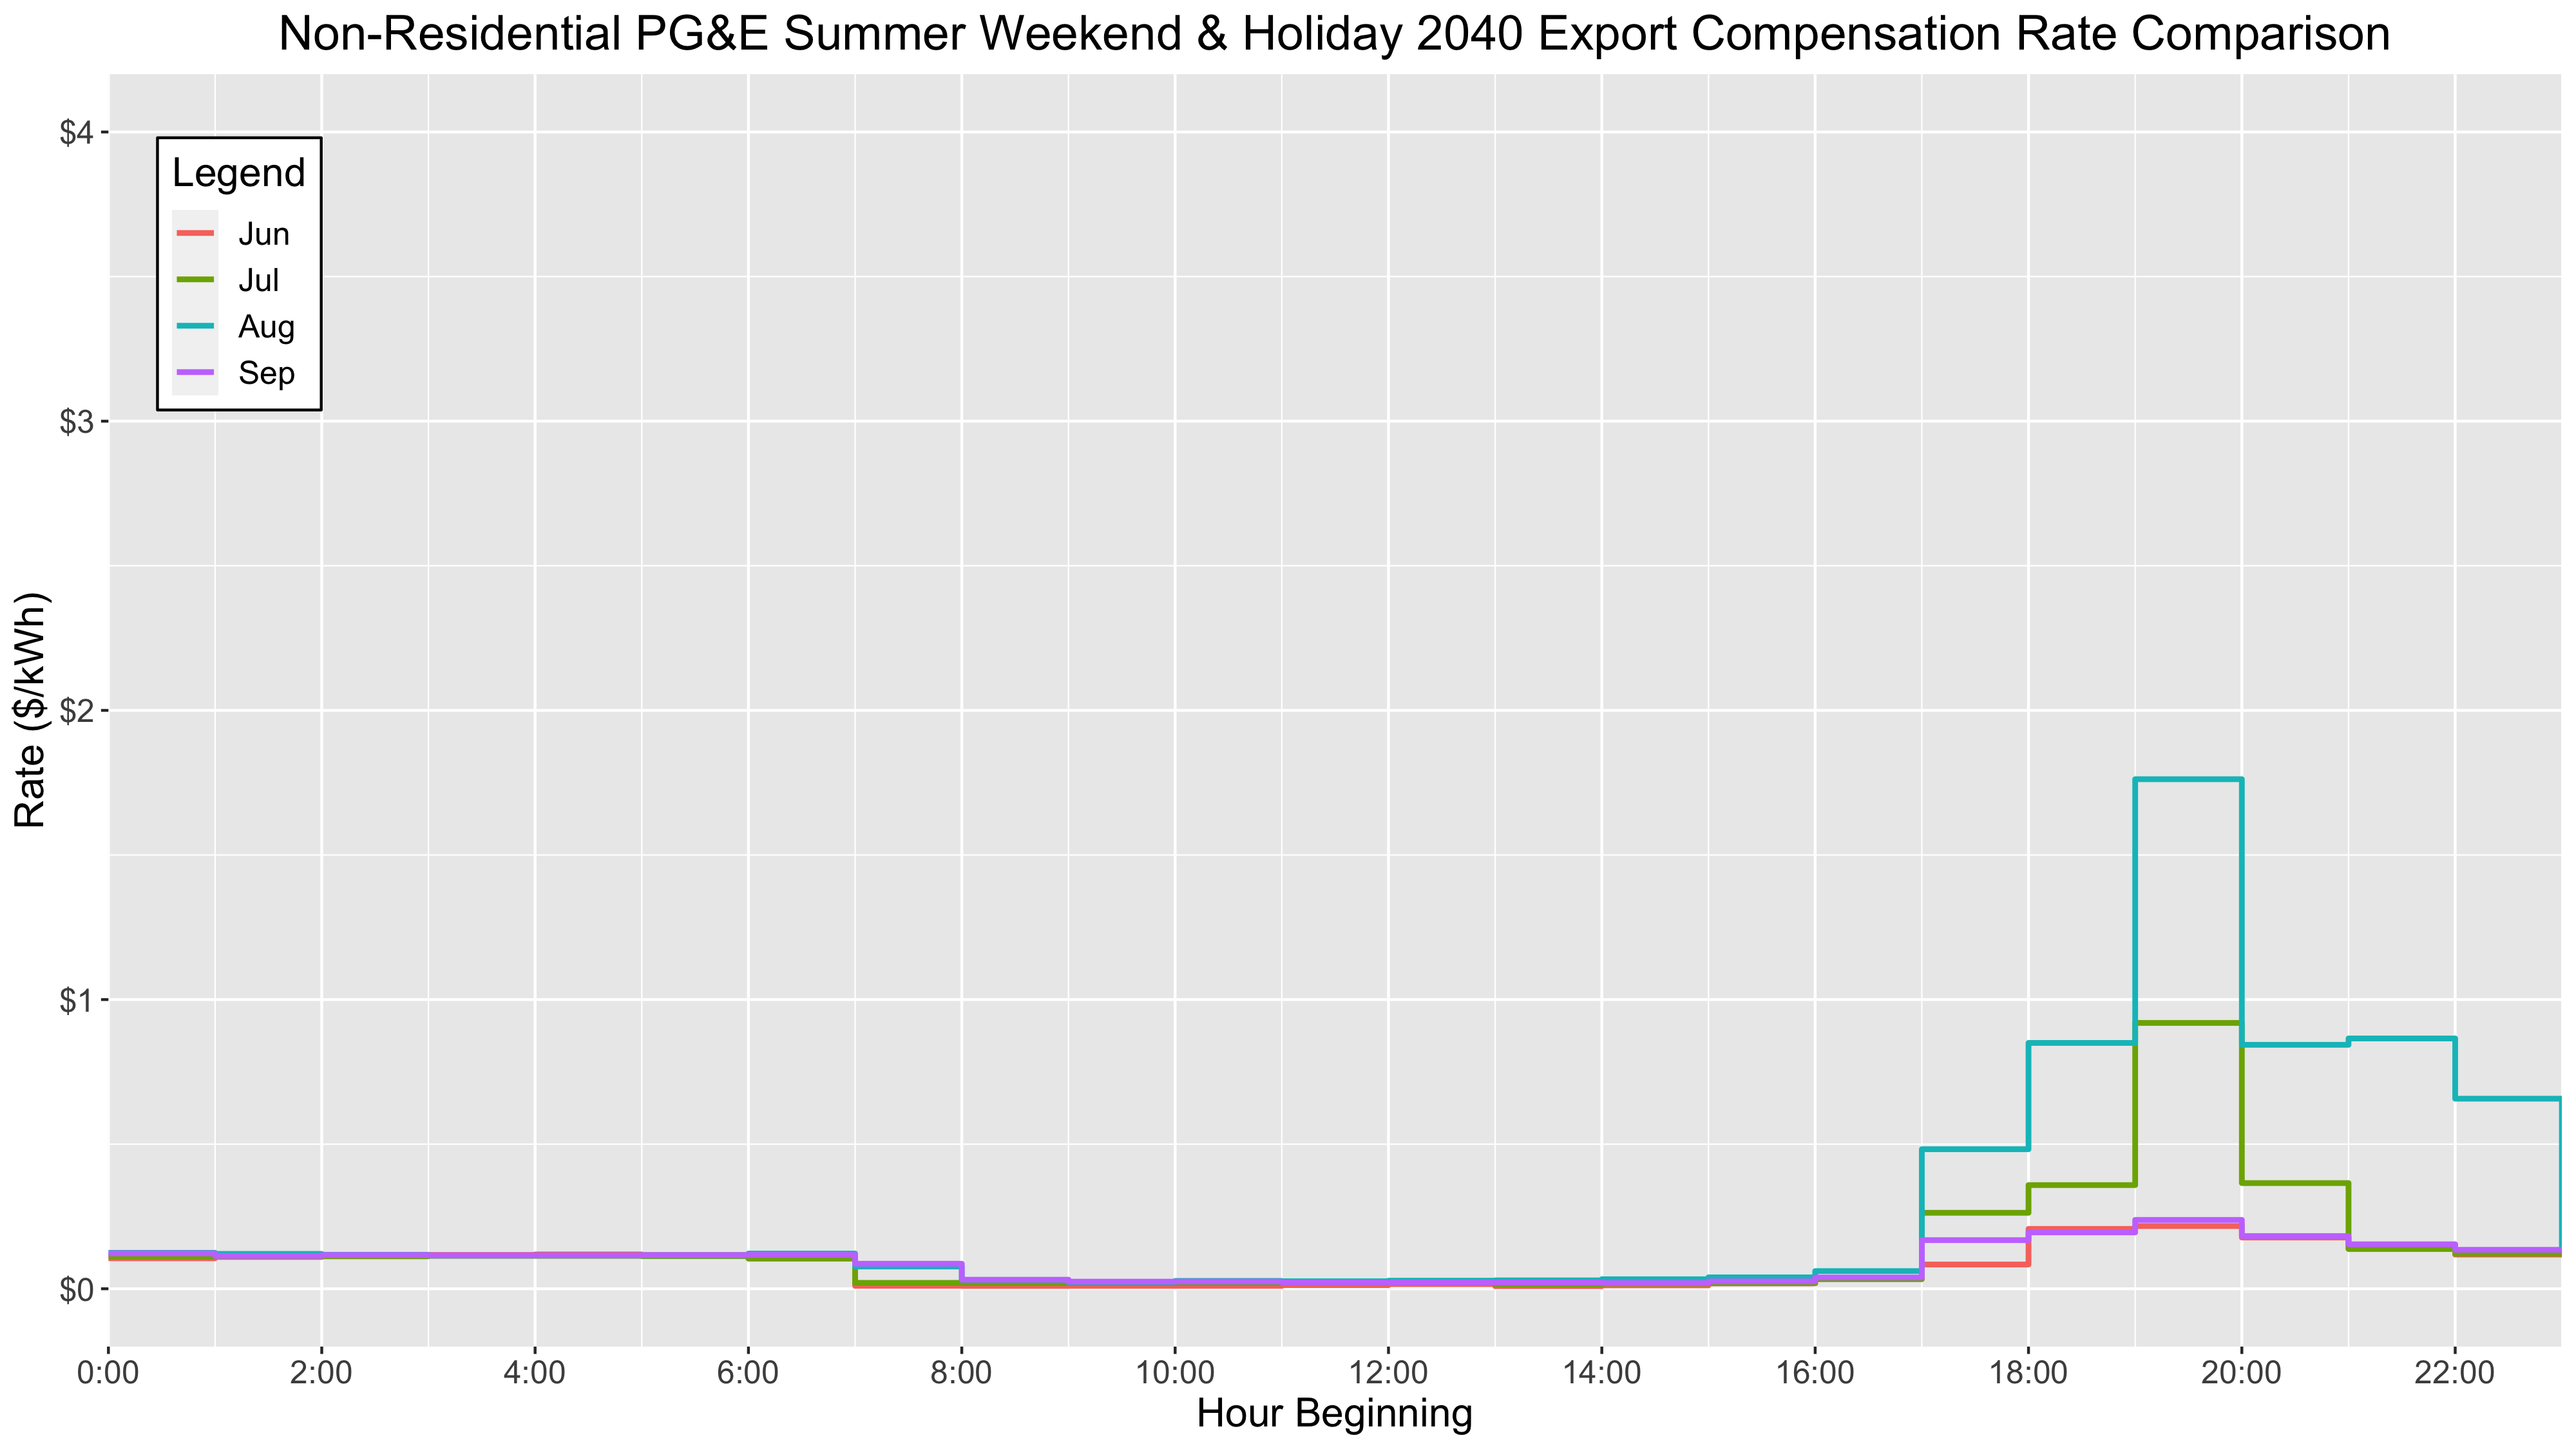 Non-Residential PG&E Summer Weekend & Holiday 2040 Export Compensation Rate Comparison
$4
Legend
Jun
Jul
Aug
Sep
$3
Rate ($/kWh)
$2
$1
$0
0:00 2:00 4:00 6:00 8:00 10:00 12:00 14:00 16:00 18:00 20:00 22:00
Hour Beginning